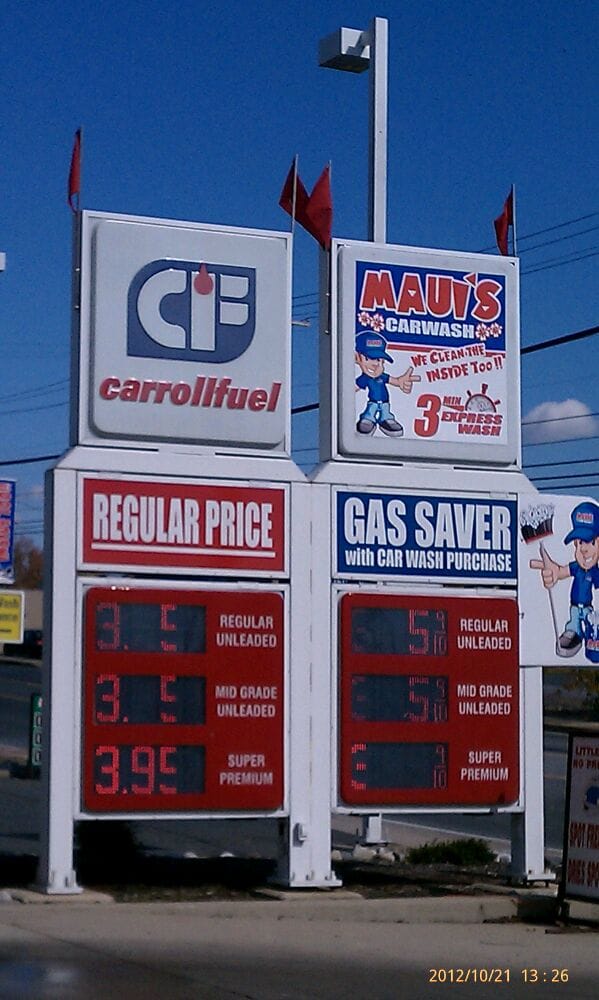 CF
carrollfuel
REGULAR PRICE
REGULAR
UNLEADED
MID GRADE
UNLEADED
3.95
SUPER
PREMIUM
MAUI'S
CARWASH
WE CLEAN THE
INSIDE TOO!!
3 MIN
EXPRESS
WASH
GAS SAVER
with CAR WASH PURCHASE
REGULAR
UNLEADED
MID GRADE
UNLEADED
SUPER
PREMIUM
LITTLE
2012/10/21 13:26